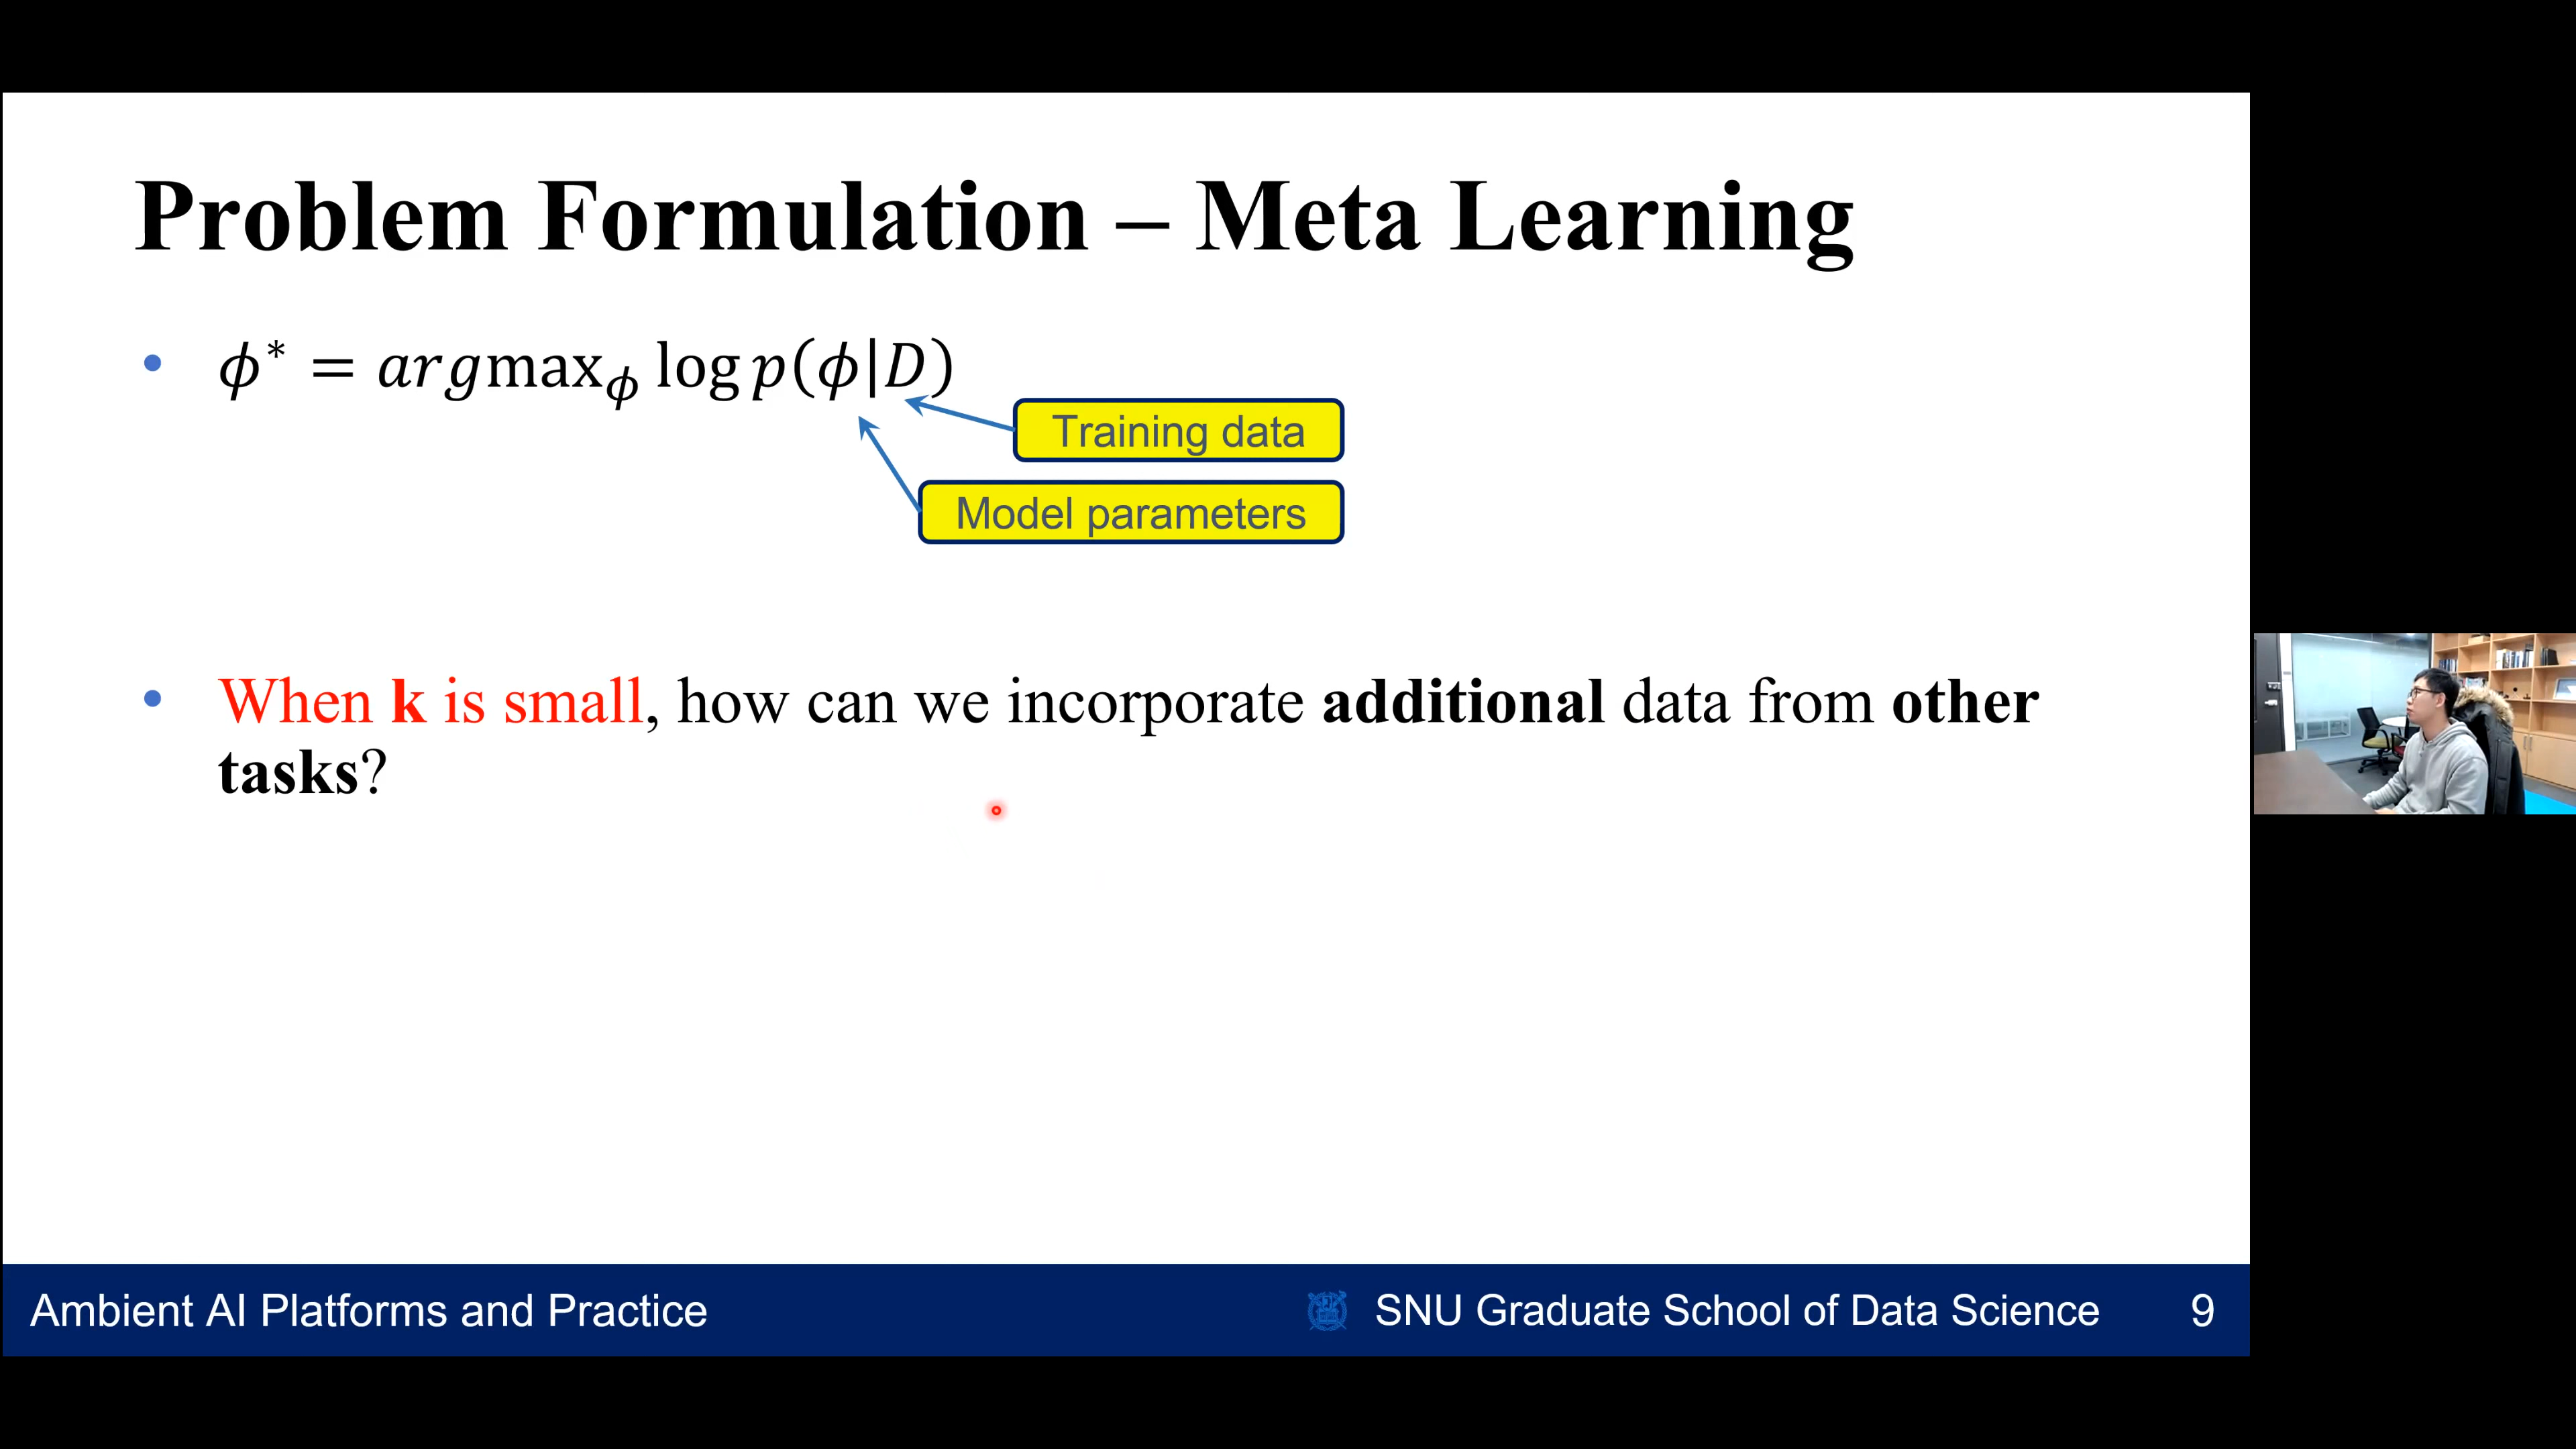 Problem Formulation – Meta Learning
• ϕ* = argmax_ϕ log p(ϕ|D)
Training data
Model parameters
• When k is small, how can we incorporate additional data from other
tasks?
Ambient AI Platforms and Practice
SNU Graduate School of Data Science
9